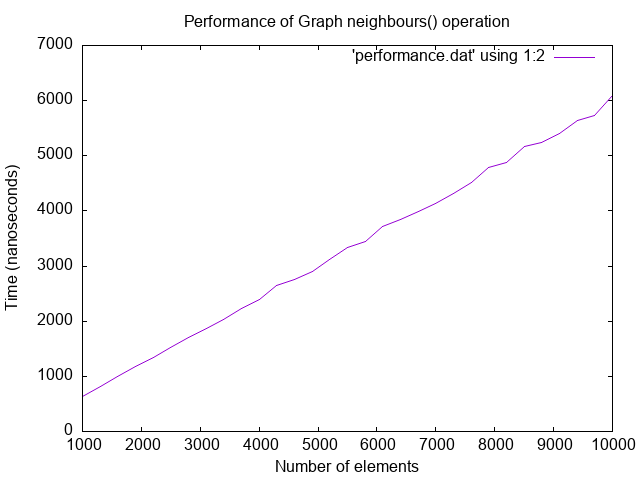 Performance of Graph neighbours() operation
'performance.dat' using 1:2
7000
6000
5000
4000
3000
2000
1000
0
Time (nanoseconds)
1000 2000 3000 4000 5000 6000 7000 8000 9000 10000
Number of elements